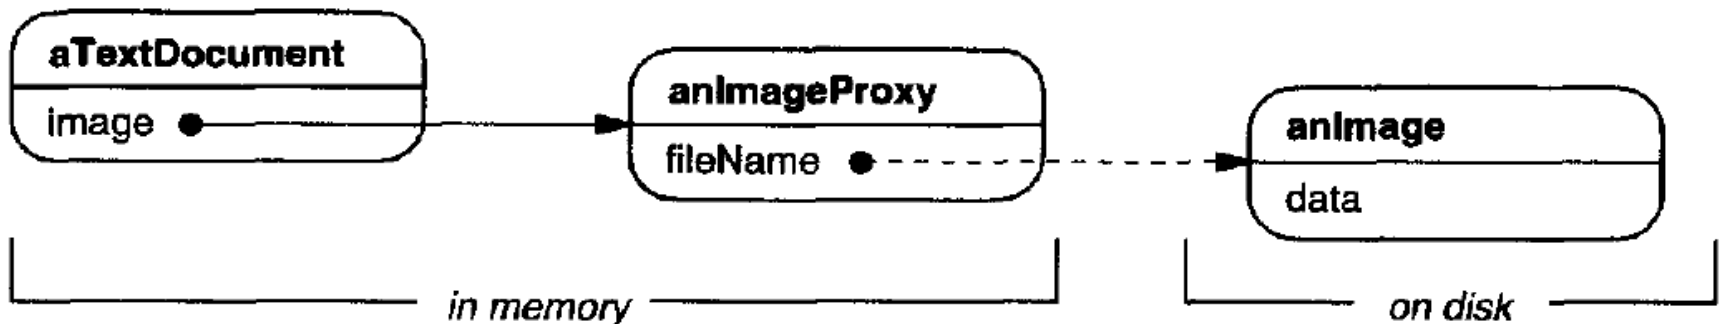 aTextDocument
image
anImageProxy
fileName
anImage
data
in memory
on disk